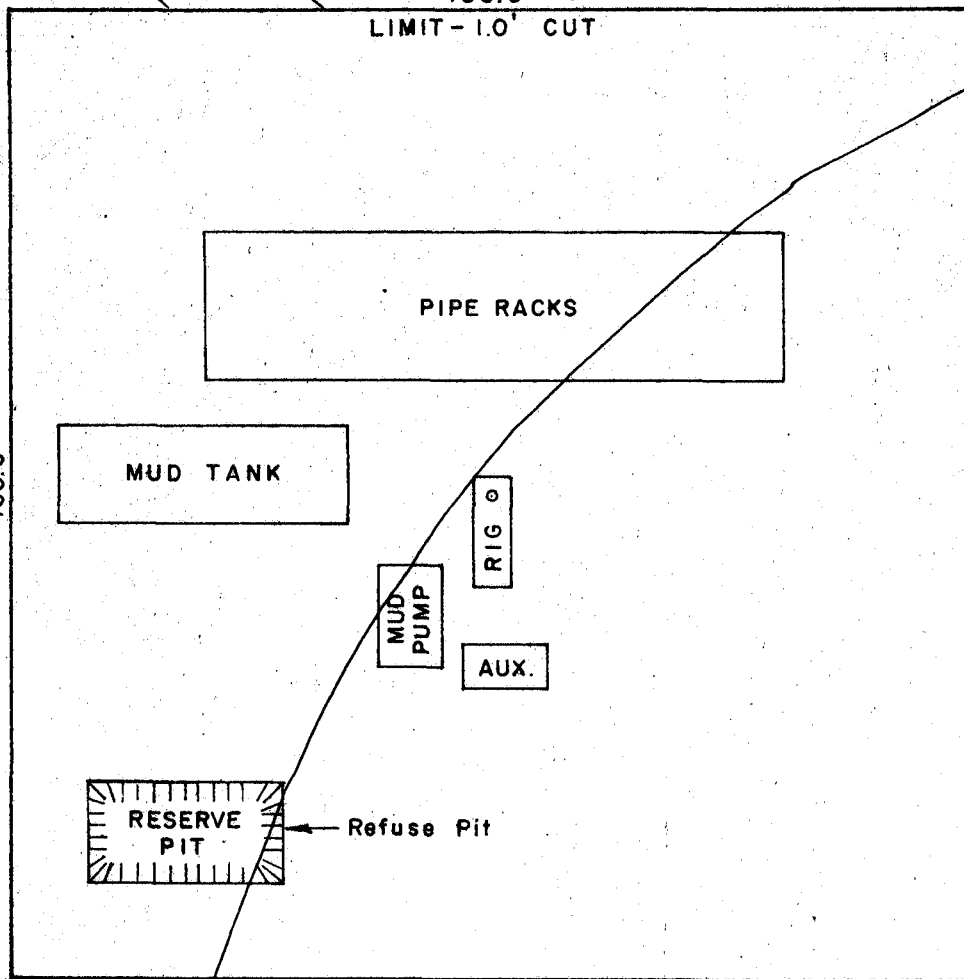 LIMIT - 1.0' CUT
PIPE RACKS
MUD TANK
RIG
MUD
PUMP
AUX.
RESERVE
PIT
Refuse Pit